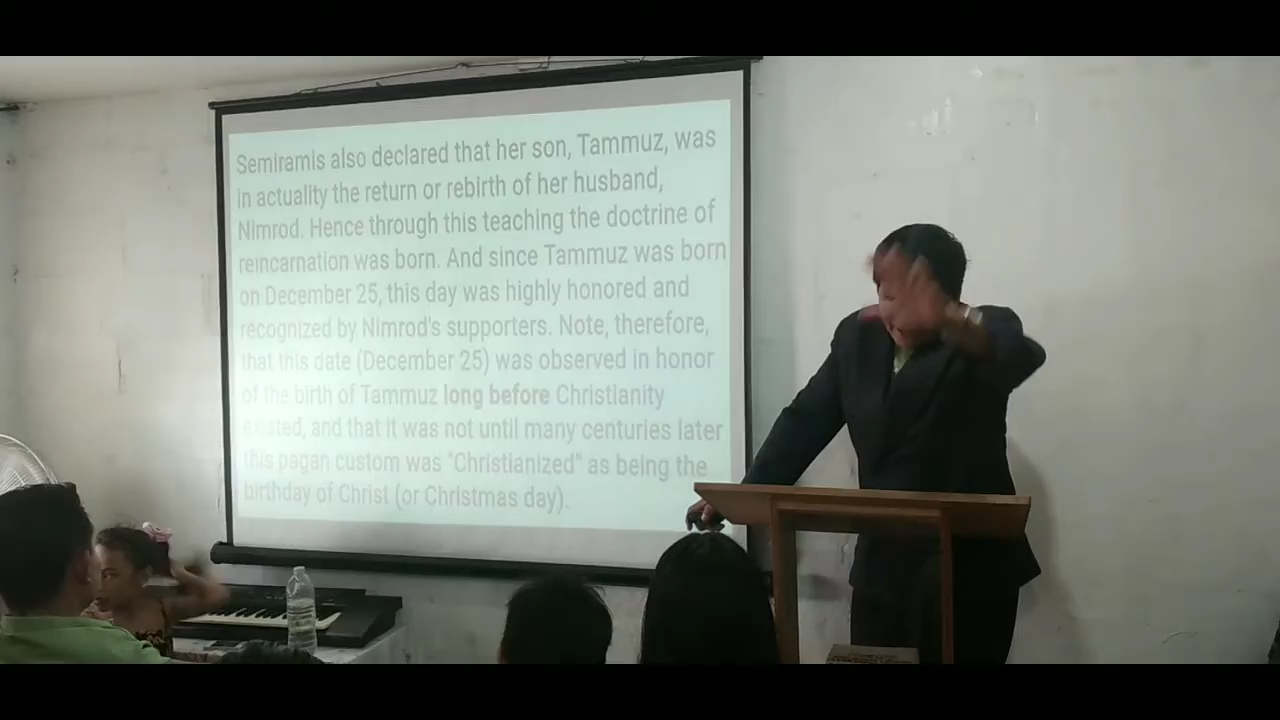 Semiramis also declared that her son, Tammuz, was
in actuality the return or rebirth of her husband,
Nimrod. Hence through this teaching the doctrine of
reincarnation was born. And since Tammuz was born
on December 25, this day was highly honored and
recognized by Nimrod's supporters. Note, therefore,
that this date (December 25) was observed in honor
of the birth of Tammuz long before Christianity
existed, and that it was not until many centuries later
this pagan custom was "Christianized" as being the
birthday of Christ (or Christmas day).